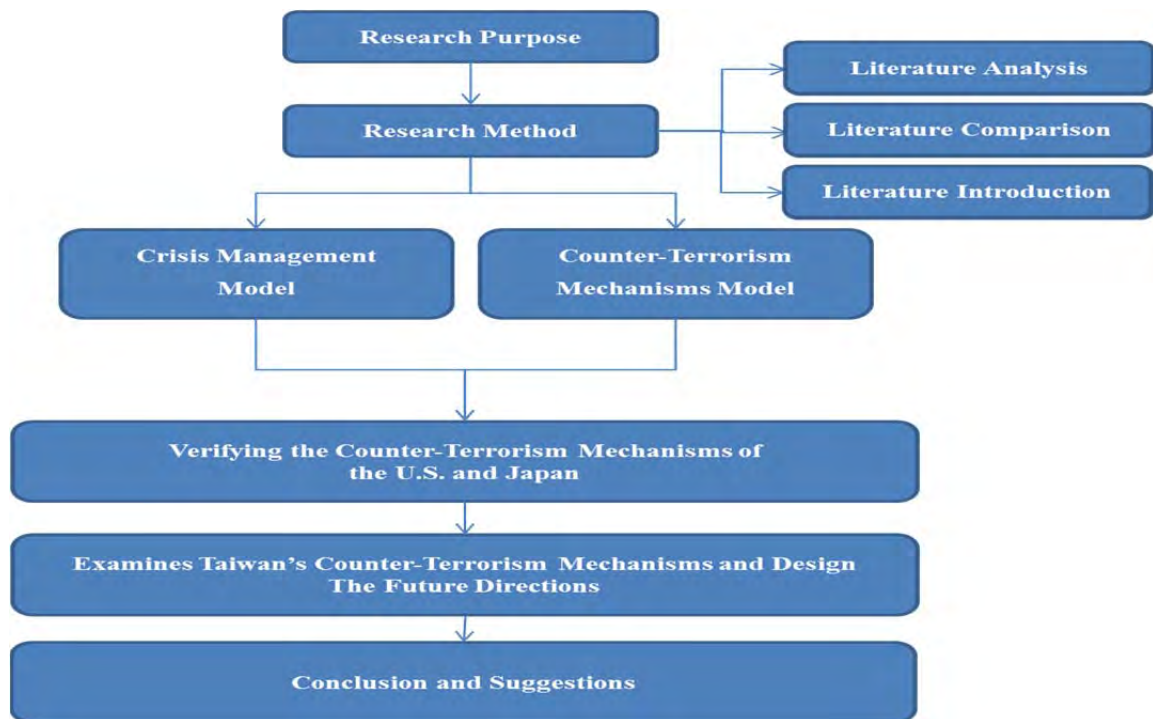 Research Purpose
Literature Analysis
Research Method
Literature Comparison
Literature Introduction
Crisis Management
Model
Counter-Terrorism
Mechanisms Model
Verifying the Counter-Terrorism Mechanisms of
the U.S. and Japan
Examines Taiwan’s Counter-Terrorism Mechanisms and Design
The Future Directions
Conclusion and Suggestions